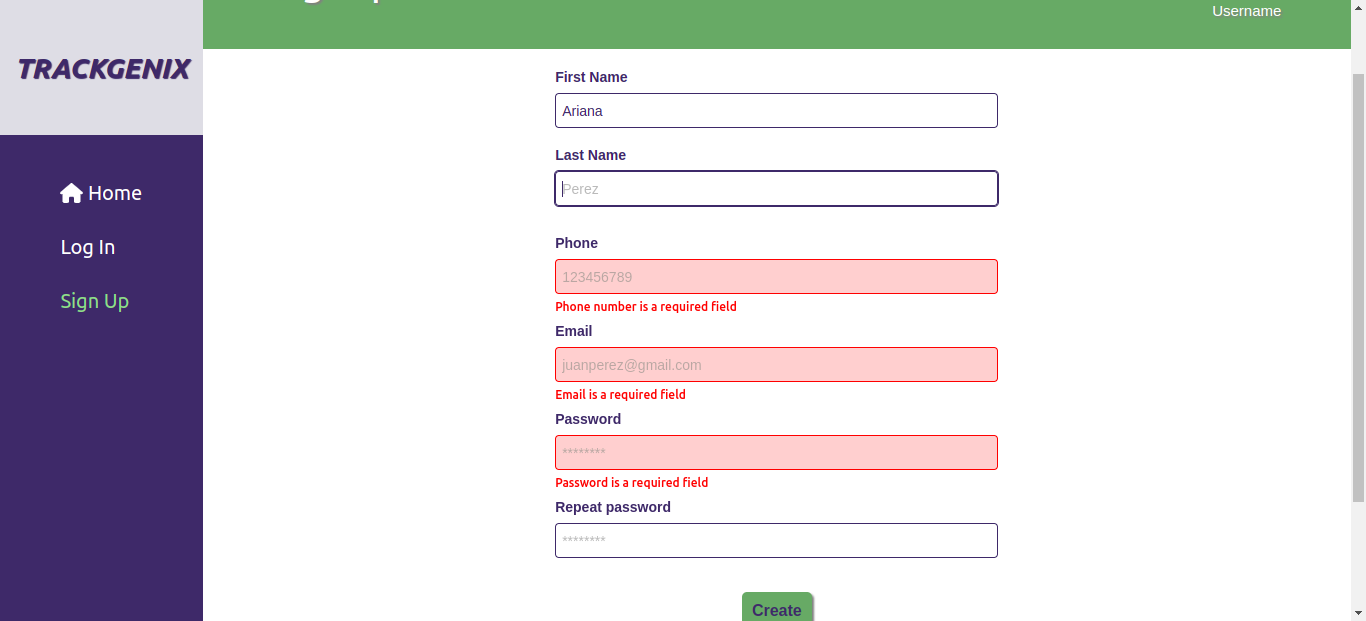 Username
TRACKGENIX
Home
Log In
Sign Up
First Name
Ariana
Last Name
Perez
Phone
123456789
Phone number is a required field
Email
juanperez@gmail.com
Email is a required field
Password
********
Password is a required field
Repeat password
********
Create